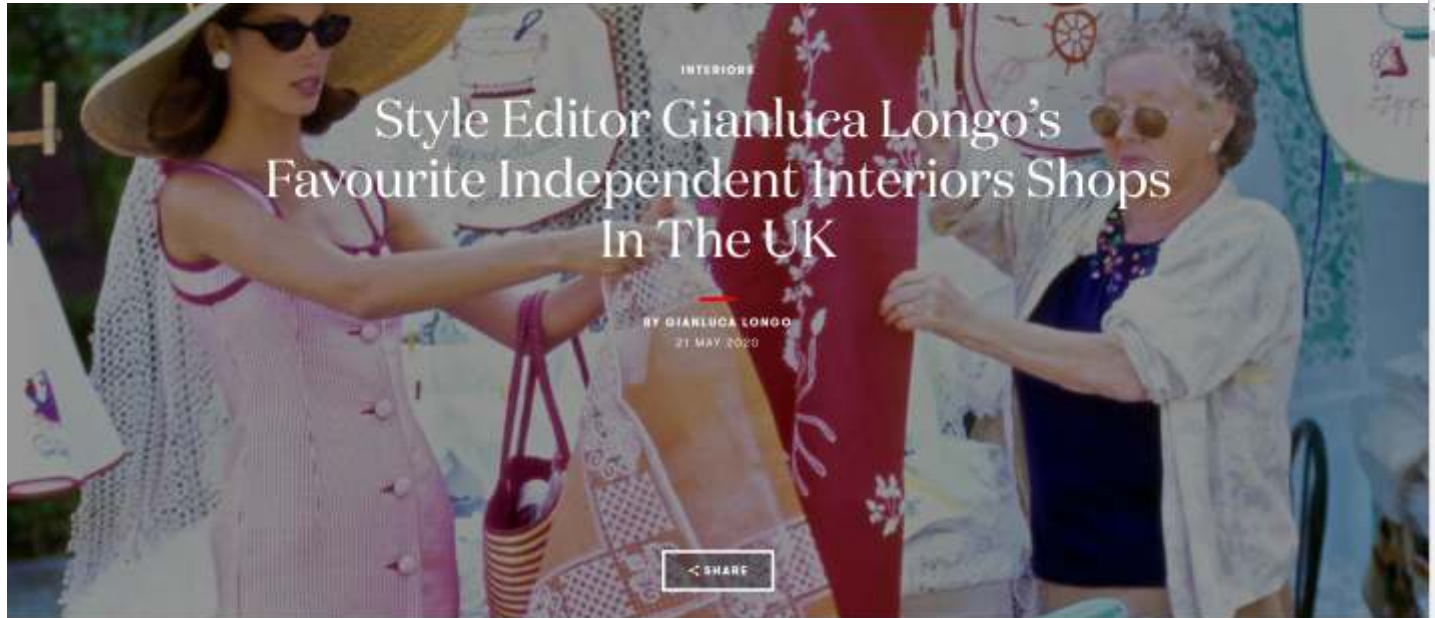 INTERIORS
Style Editor Gianluca Longo's
Favourite Independent Interiors Shops
In The UK
BY GIANLUCA LONGO
21 MAY 2020
SHARE